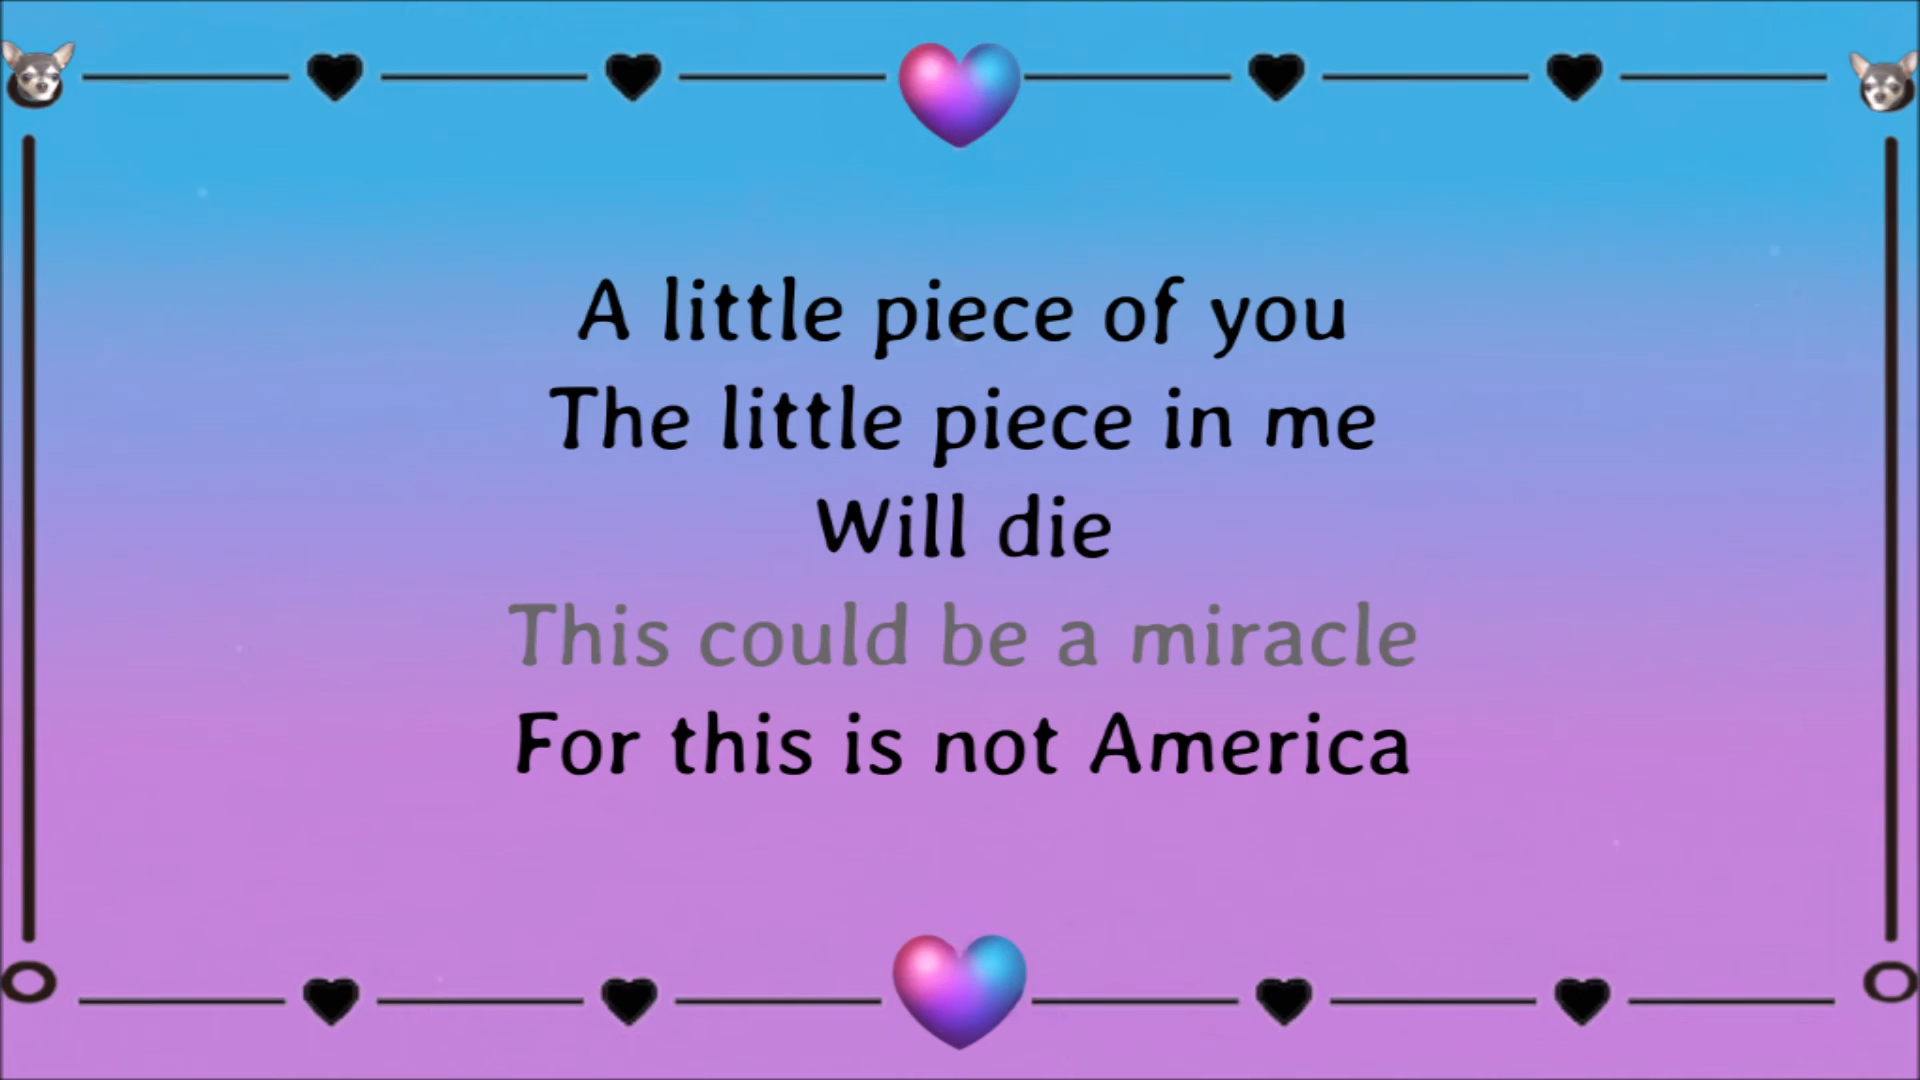 A little piece of you
The little piece in me
Will die
This could be a miracle
For this is not America